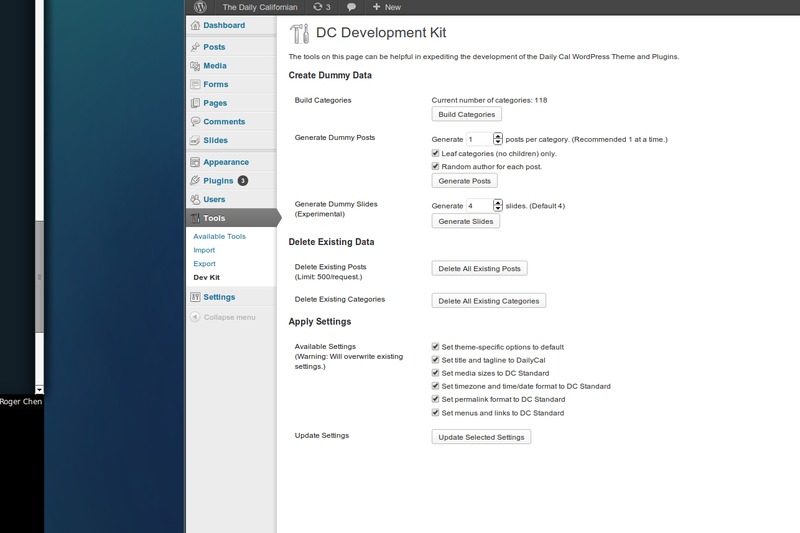 The Daily Californian
3
New
Dashboard
Posts
Media
Forms
Pages
Comments
Slides
Appearance
Plugins 3
Users
Tools
Available Tools
Import
Export
Dev Kit
Settings
Collapse menu
Roger Chen
DC Development Kit
The tools on this page can be helpful in expediting the development of the Daily Cal WordPress Theme and Plugins.
Create Dummy Data
Build Categories
Current number of categories: 118
Build Categories
Generate Dummy Posts
Generate 1 posts per category. (Recommended 1 at a time.)
Leaf categories (no children) only.
Random author for each post.
Generate Posts
Generate Dummy Slides
(Experimental)
Generate 4 slides. (Default 4)
Generate Slides
Delete Existing Data
Delete Existing Posts
(Limit: 500/request.)
Delete All Existing Posts
Delete Existing Categories
Delete All Existing Categories
Apply Settings
Available Settings
(Warning: Will overwrite existing
settings.)
Set theme-specific options to default
Set title and tagline to DailyCal
Set media sizes to DC Standard
Set timezone and time/date format to DC Standard
Set permalink format to DC Standard
Set menus and links to DC Standard
Update Settings
Update Selected Settings